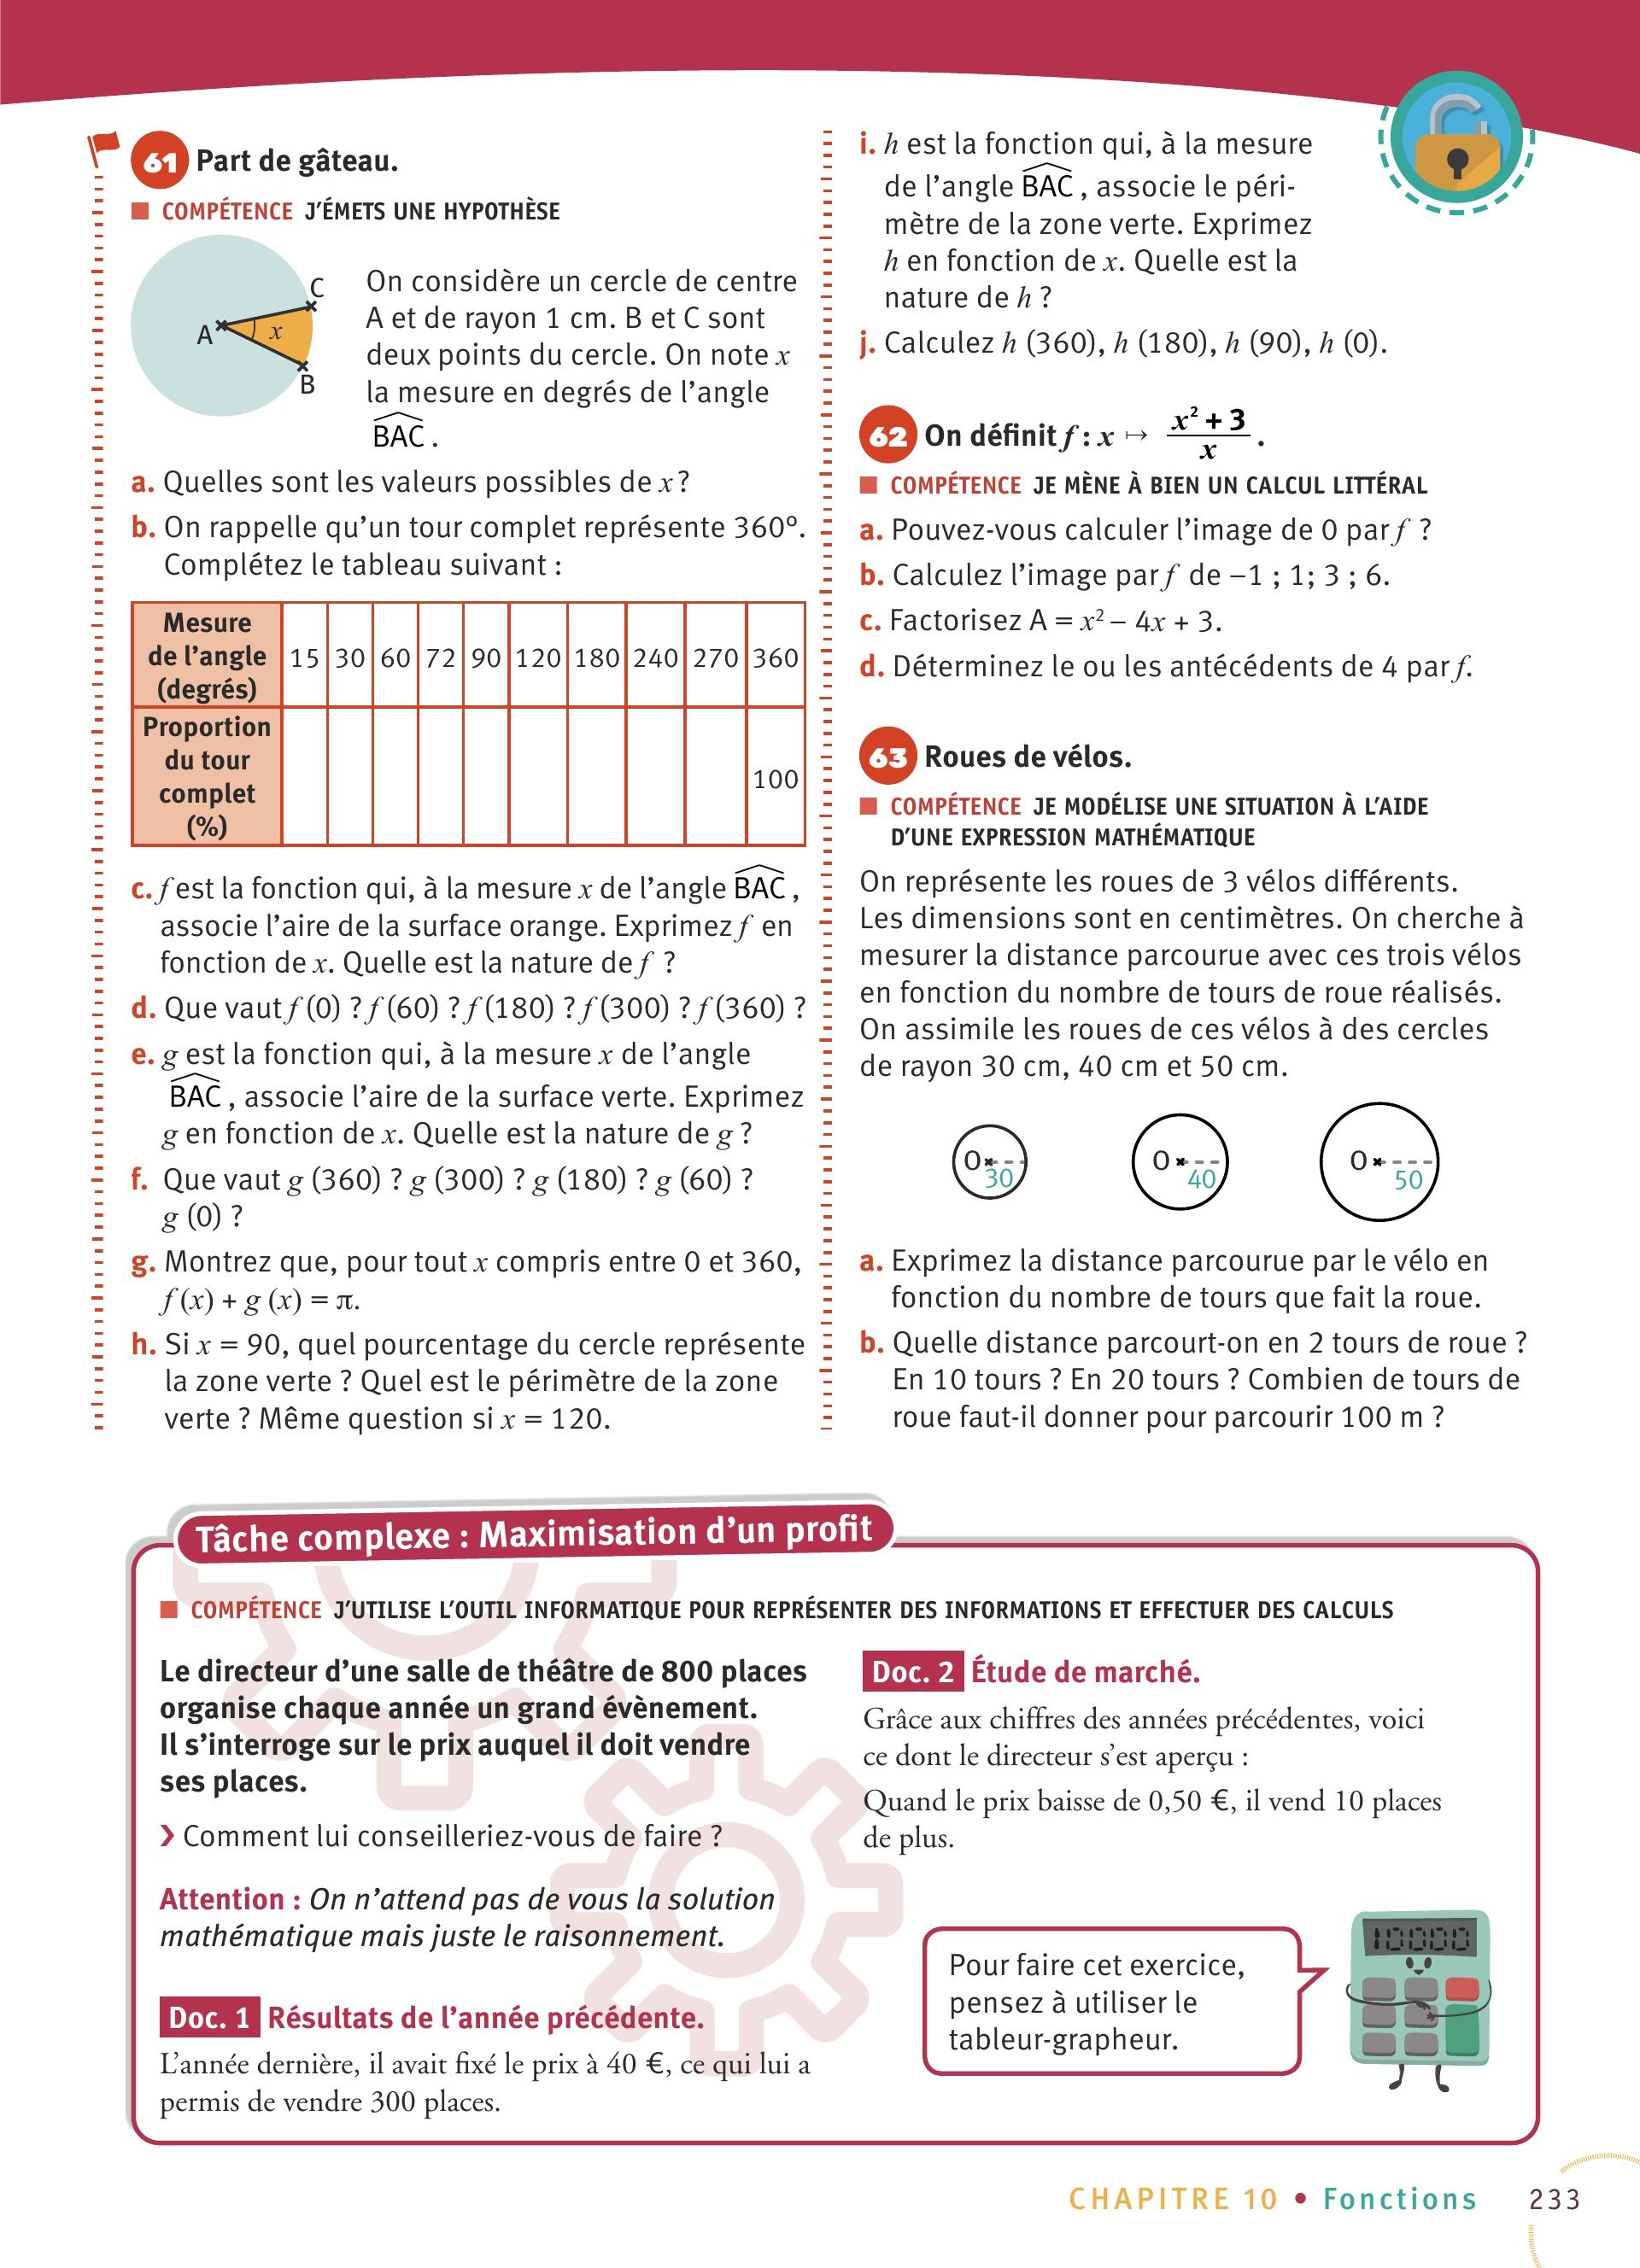 61 Part de gâteau.
COMPÉTENCE J'ÉMETS UNE HYPOTHÈSE
A
C
x
B
On considère un cercle de centre
A et de rayon 1 cm. B et C sont
deux points du cercle. On note x
la mesure en degrés de l'angle
BAC .
a. Quelles sont les valeurs possibles de x ?
b. On rappelle qu'un tour complet représente 360°.
Complétez le tableau suivant :
Mesure
de l'angle
(degrés)
15 30 60 72 90 120 180 240 270 360
Proportion
du tour
complet
(%)
100
c. f est la fonction qui, à la mesure x de l'angle BAC ,
associe l'aire de la surface orange. Exprimez f en
fonction de x. Quelle est la nature de f ?
d. Que vaut f (0) ? f (60) ? f (180) ? f (300) ? f (360) ?
e. g est la fonction qui, à la mesure x de l'angle
BAC , associe l'aire de la surface verte. Exprimez
g en fonction de x. Quelle est la nature de g ?
f. Que vaut g (360) ? g (300) ? g (180) ? g (60) ?
g (0) ?
g. Montrez que, pour tout x compris entre 0 et 360,
f (x) + g (x) = π.
h. Si x = 90, quel pourcentage du cercle représente
la zone verte ? Quel est le périmètre de la zone
verte ? Même question si x = 120.
i. h est la fonction qui, à la mesure
de l'angle BAC , associe le péri-
mètre de la zone verte. Exprimez
h en fonction de x. Quelle est la
nature de h ?
j. Calculez h (360), h (180), h (90), h (0).
62 On définit f : x ↦ (x² + 3)/x .
COMPÉTENCE JE MÈNE À BIEN UN CALCUL LITTÉRAL
a. Pouvez-vous calculer l'image de 0 par f ?
b. Calculez l'image par f de –1 ; 1; 3 ; 6.
c. Factorisez A = x² – 4x + 3.
d. Déterminez le ou les antécédents de 4 par f.
63 Roues de vélos.
COMPÉTENCE JE MODÉLISE UNE SITUATION À L'AIDE
D'UNE EXPRESSION MATHÉMATIQUE
On représente les roues de 3 vélos différents.
Les dimensions sont en centimètres. On cherche à
mesurer la distance parcourue avec ces trois vélos
en fonction du nombre de tours de roue réalisés.
On assimile les roues de ces vélos à des cercles
de rayon 30 cm, 40 cm et 50 cm.
O O O
30 40 50
a. Exprimez la distance parcourue par le vélo en
fonction du nombre de tours que fait la roue.
b. Quelle distance parcourt-on en 2 tours de roue ?
En 10 tours ? En 20 tours ? Combien de tours de
roue faut-il donner pour parcourir 100 m ?
Tâche complexe : Maximisation d'un profit
COMPÉTENCE J'UTILISE L'OUTIL INFORMATIQUE POUR REPRÉSENTER DES INFORMATIONS ET EFFECTUER DES CALCULS
Le directeur d'une salle de théâtre de 800 places
organise chaque année un grand évènement.
Il s'interroge sur le prix auquel il doit vendre
ses places.
❯ Comment lui conseilleriez-vous de faire ?
Attention : On n'attend pas de vous la solution
mathématique mais juste le raisonnement.
Doc. 1 Résultats de l'année précédente.
L'année dernière, il avait fixé le prix à 40 €, ce qui lui a
permis de vendre 300 places.
Doc. 2 Étude de marché.
Grâce aux chiffres des années précédentes, voici
ce dont le directeur s'est aperçu :
Quand le prix baisse de 0,50 €, il vend 10 places
de plus.
Pour faire cet exercice,
pensez à utiliser le
tableur-grapheur.
10000
CHAPITRE 10 • Fonctions 233